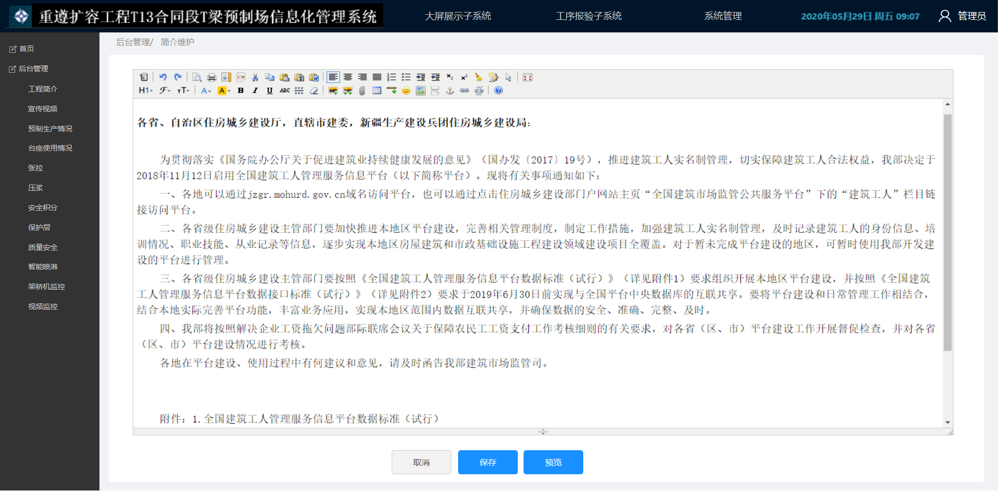 重遵扩容工程T13合同段T梁预制场信息化管理系统
大屏展示子系统
工序报验子系统
系统管理
2020年05月29日 周五 09:07
管理员
首页
后台管理
工程简介
宣传视频
预制生产情况
台座使用情况
张拉
压浆
安全积分
保护层
质量安全
智能喷淋
架桥机监控
视频监控
后台管理/ 简介维护
H1
T
A
A
B
I
U
ABC
各省、自治区住房城乡建设厅，直辖市建委，新疆生产建设兵团住房城乡建设局：
为贯彻落实《国务院办公厅关于促进建筑业持续健康发展的意见》（国办发〔2017〕19号），推进建筑工人实名制管理，切实保障建筑工人合法权益，我部决定于
2018年11月12日启用全国建筑工人管理服务信息平台（以下简称平台）。现将有关事项通知如下：
一、各地可以通过jzgr.mohurd.gov.cn域名访问平台，也可以通过点击住房城乡建设部门户网站主页“全国建筑市场监管公共服务平台”下的“建筑工人”栏目链
接访问平台。
二、各省级住房城乡建设主管部门要加快推进本地区平台建设，完善相关管理制度，制定工作措施，加强建筑工人实名制管理，及时记录建筑工人的身份信息、培
训情况、职业技能、从业记录等信息，逐步实现本地区房屋建筑和市政基础设施工程建设领域建设项目全覆盖。对于暂未完成平台建设的地区，可暂时使用我部开发建
设的平台进行管理。
三、各省级住房城乡建设主管部门要按照《全国建筑工人管理服务信息平台数据标准（试行）》（详见附件1）要求组织开展本地区平台建设，并按照《全国建筑
工人管理服务信息平台数据接口标准（试行）》（详见附件2）要求于2019年6月30日前实现与全国平台中央数据库的互联共享。要将平台建设和日常管理工作相结合，
结合本地实际完善平台功能，丰富业务应用，实现本地区范围内数据互联共享，并确保数据的安全、准确、完整、及时。
四、我部将按照解决企业工资拖欠问题部际联席会议关于保障农民工工资支付工作考核细则的有关要求，对各省（区、市）平台建设工作开展督促检查，并对各省
（区、市）平台建设情况进行考核。
各地在平台建设、使用过程中有何建议和意见，请及时函告我部建筑市场监管司。
附件：1.全国建筑工人管理服务信息平台数据标准（试行）
取消
保存
预览